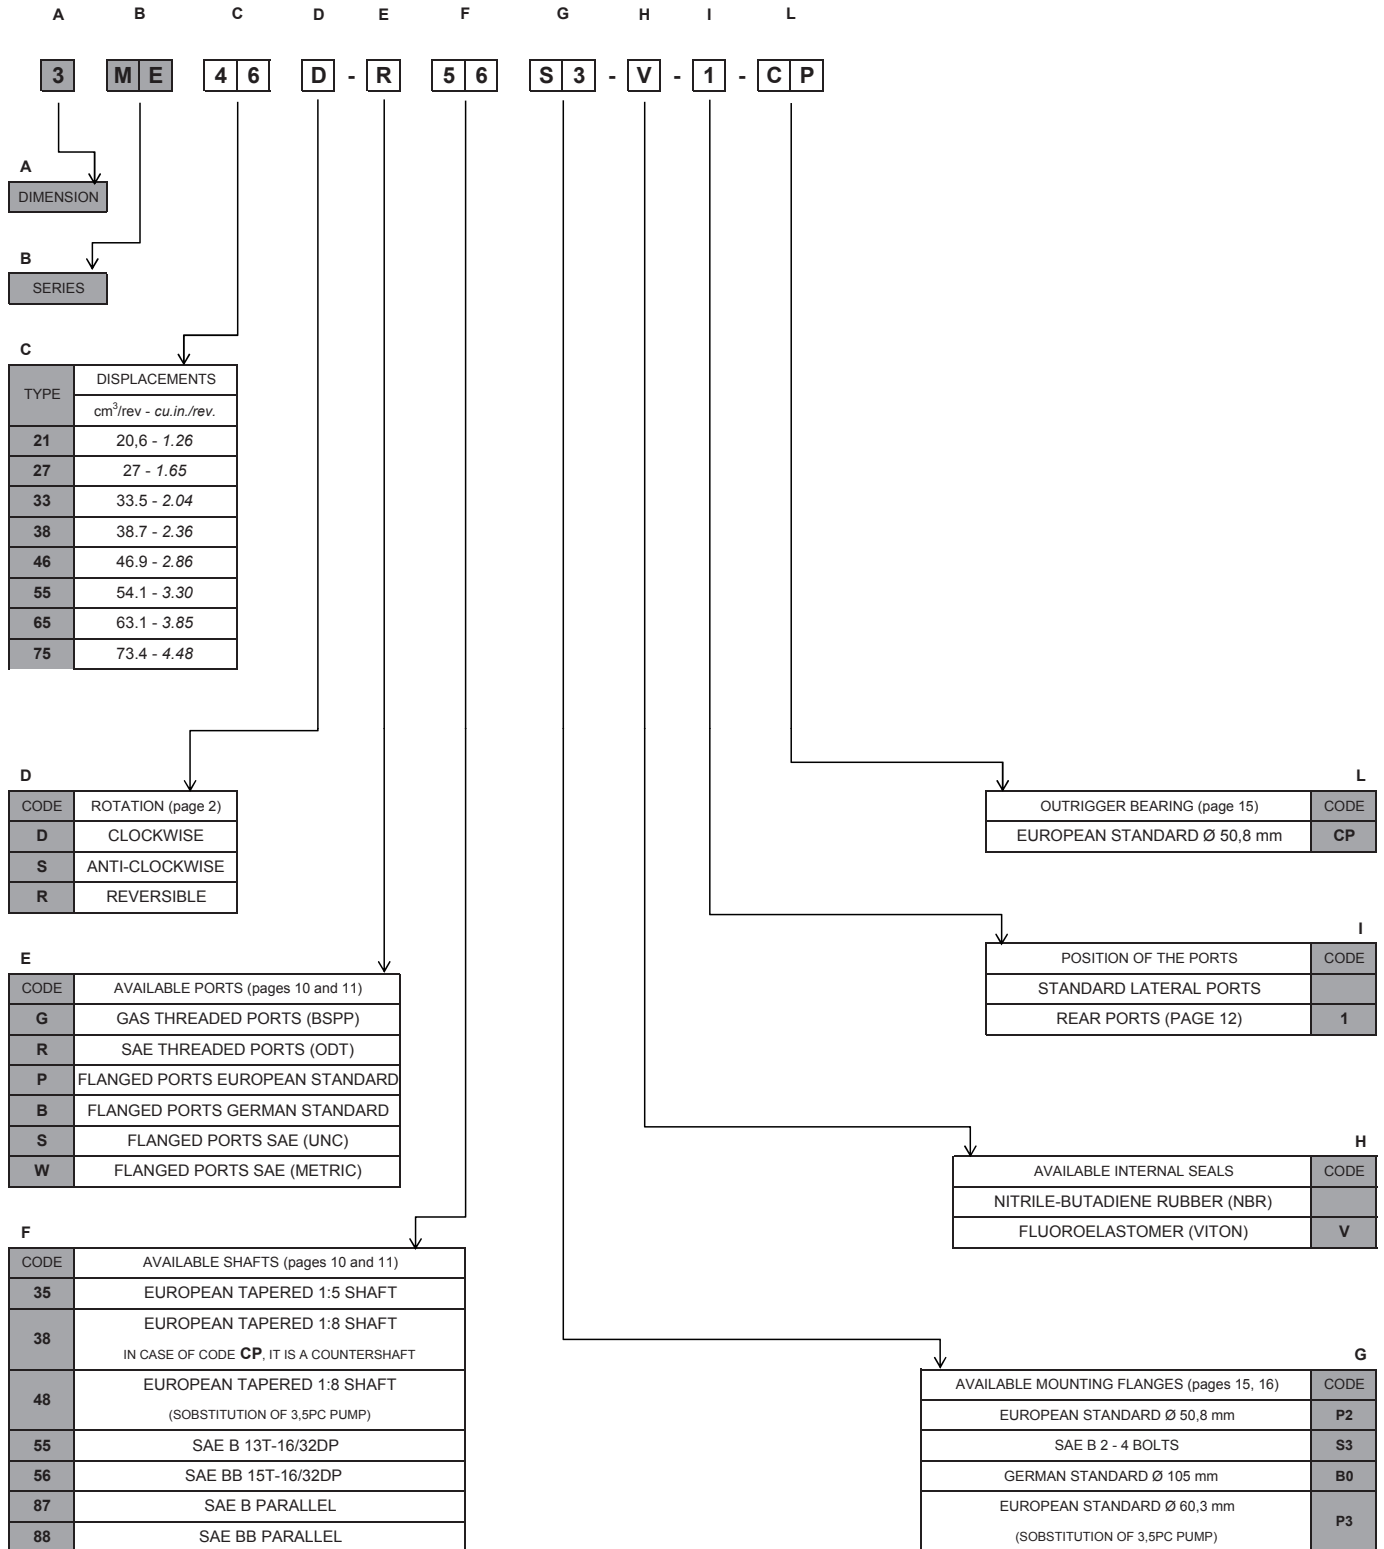 A B C D E F G H I L
3 M E 4 6 D - R 5 6 S 3 - V - 1 - C P
A
DIMENSION
B
SERIES
C
TYPE DISPLACEMENTS
cm³/rev - cu.in./rev.
21 20,6 - 1.26
27 27 - 1.65
33 33.5 - 2.04
38 38.7 - 2.36
46 46.9 - 2.86
55 54.1 - 3.30
65 63.1 - 3.85
75 73.4 - 4.48
D
CODE ROTATION (page 2)
D CLOCKWISE
S ANTI-CLOCKWISE
R REVERSIBLE
E
CODE AVAILABLE PORTS (pages 10 and 11)
G GAS THREADED PORTS (BSPP)
R SAE THREADED PORTS (ODT)
P FLANGED PORTS EUROPEAN STANDARD
B FLANGED PORTS GERMAN STANDARD
S FLANGED PORTS SAE (UNC)
W FLANGED PORTS SAE (METRIC)
F
CODE AVAILABLE SHAFTS (pages 10 and 11)
35 EUROPEAN TAPERED 1:5 SHAFT
38 EUROPEAN TAPERED 1:8 SHAFT
IN CASE OF CODE CP, IT IS A COUNTERSHAFT
48 EUROPEAN TAPERED 1:8 SHAFT
(SOBSTITUTION OF 3,5PC PUMP)
55 SAE B 13T-16/32DP
56 SAE BB 15T-16/32DP
87 SAE B PARALLEL
88 SAE BB PARALLEL
L
OUTRIGGER BEARING (page 15) CODE
EUROPEAN STANDARD Ø 50,8 mm CP
I
POSITION OF THE PORTS CODE
STANDARD LATERAL PORTS
REAR PORTS (PAGE 12) 1
H
AVAILABLE INTERNAL SEALS CODE
NITRILE-BUTADIENE RUBBER (NBR)
FLUOROELASTOMER (VITON) V
G
AVAILABLE MOUNTING FLANGES (pages 15, 16) CODE
EUROPEAN STANDARD Ø 50,8 mm P2
SAE B 2 - 4 BOLTS S3
GERMAN STANDARD Ø 105 mm B0
EUROPEAN STANDARD Ø 60,3 mm P3
(SOBSTITUTION OF 3,5PC PUMP)